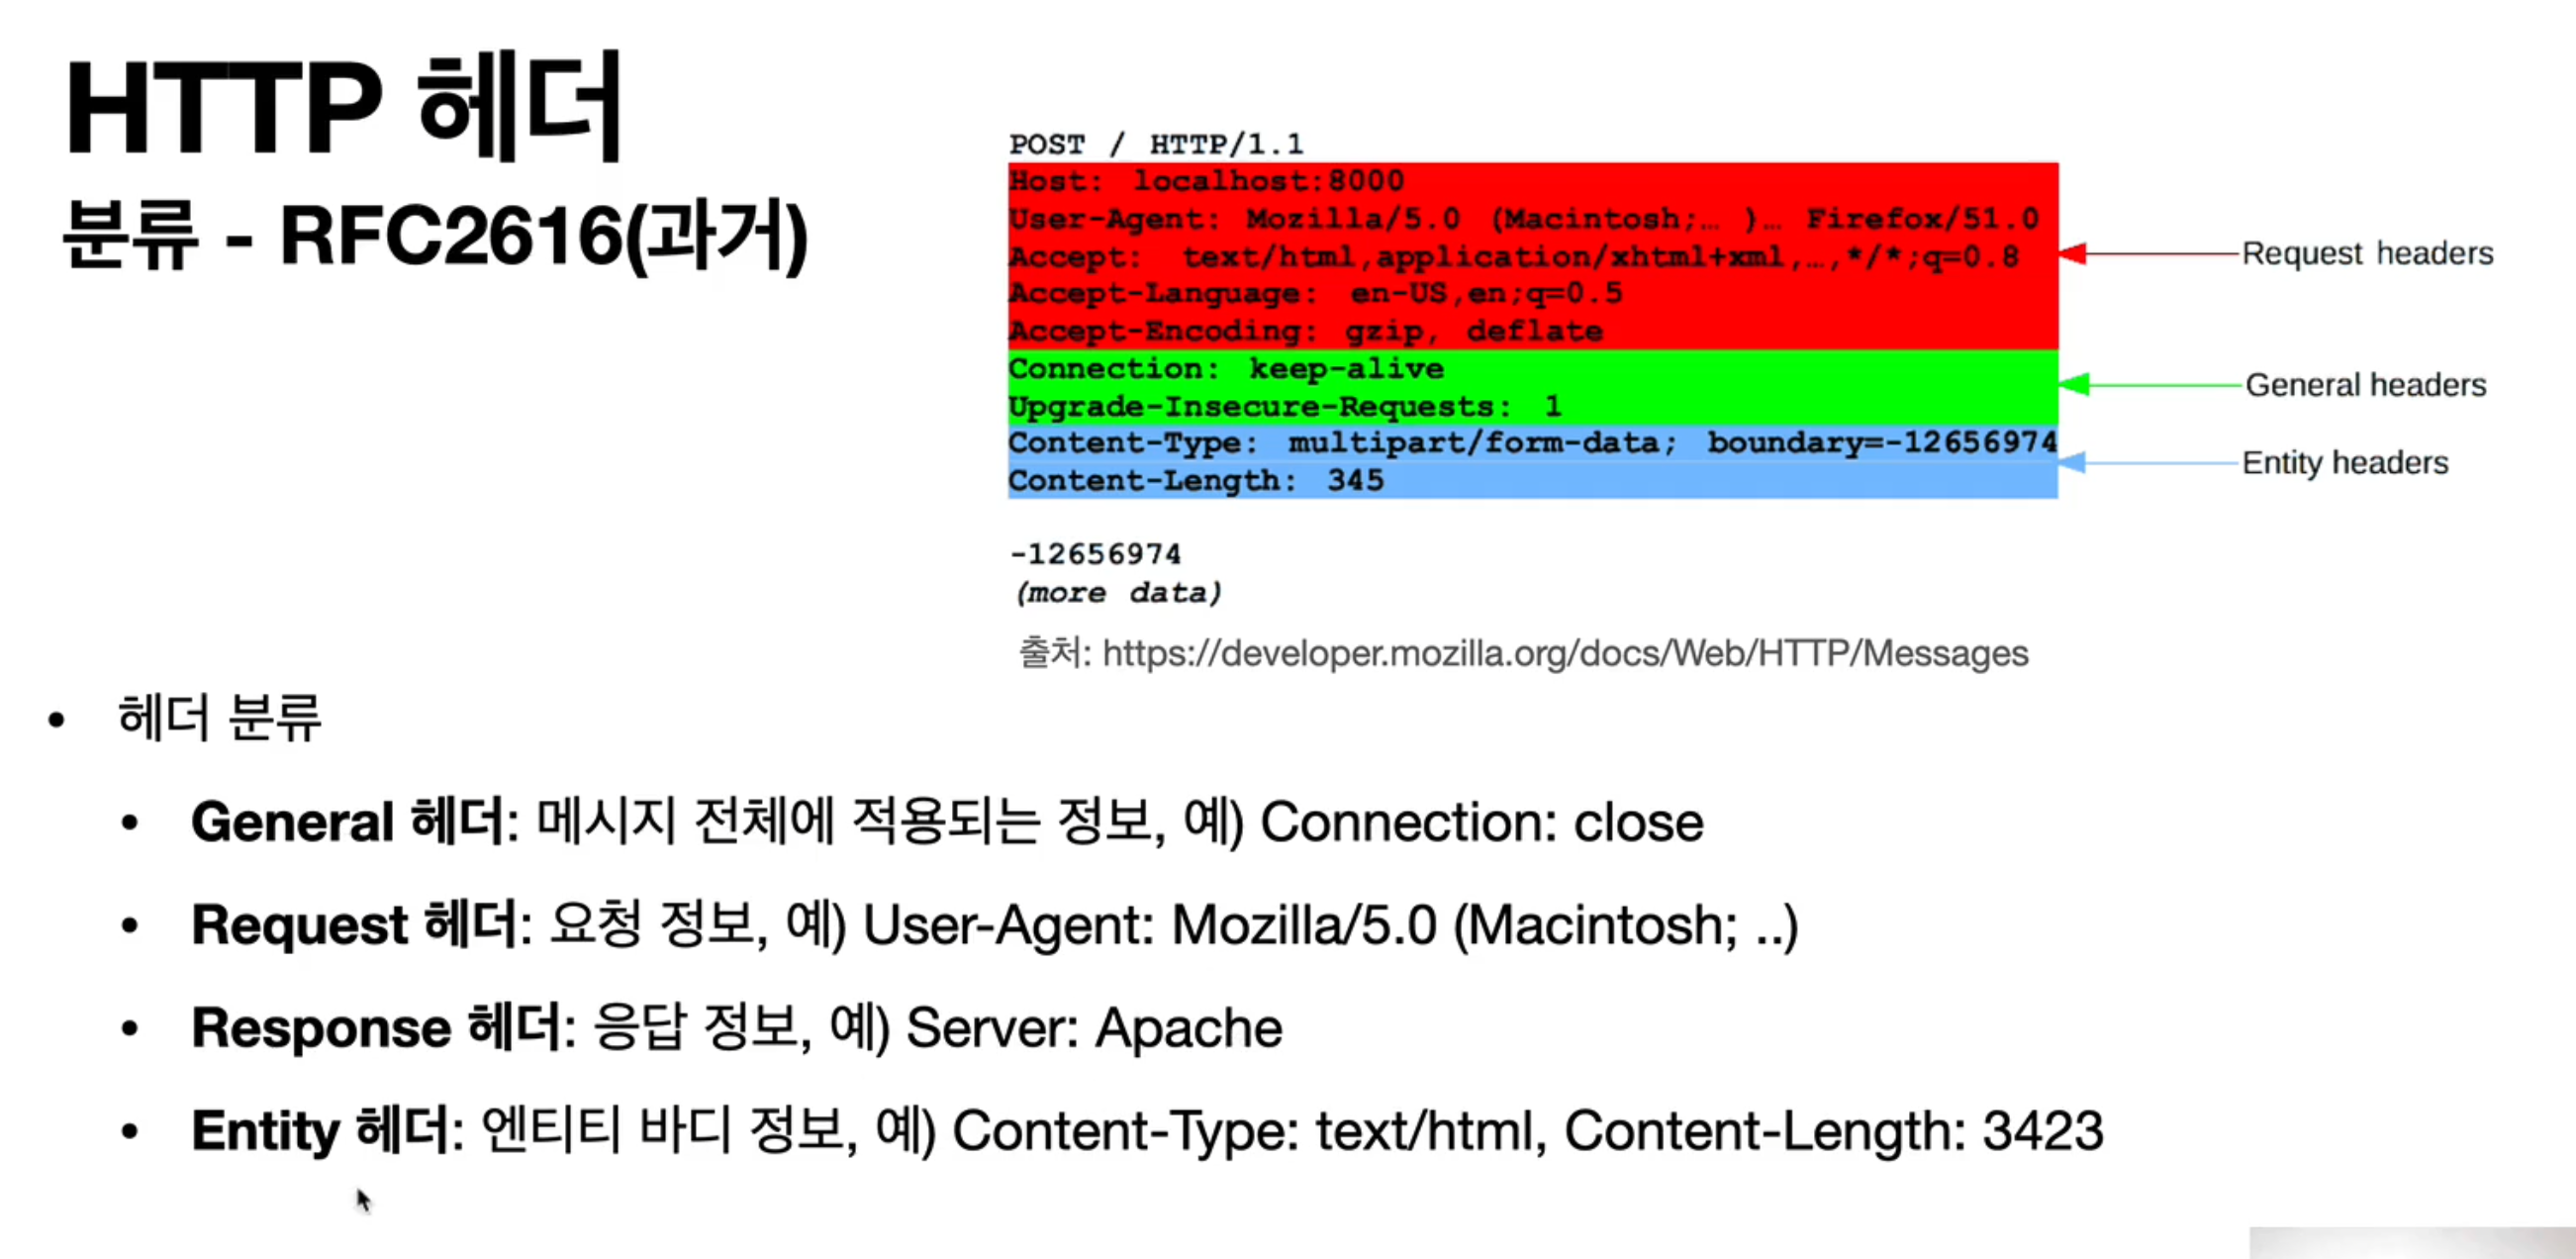 HTTP 헤더
분류 - RFC2616(과거)
POST / HTTP/1.1
Host: localhost:8000
User-Agent: Mozilla/5.0 (Macintosh;… )… Firefox/51.0
Accept: text/html,application/xhtml+xml,…,*/*;q=0.8
Accept-Language: en-US,en;q=0.5
Accept-Encoding: gzip, deflate
Connection: keep-alive
Upgrade-Insecure-Requests: 1
Content-Type: multipart/form-data; boundary=-12656974
Content-Length: 345
Request headers
General headers
Entity headers
-12656974
(more data)
출처: https://developer.mozilla.org/docs/Web/HTTP/Messages
• 헤더 분류
• General 헤더: 메시지 전체에 적용되는 정보, 예) Connection: close
• Request 헤더: 요청 정보, 예) User-Agent: Mozilla/5.0 (Macintosh; ..)
• Response 헤더: 응답 정보, 예) Server: Apache
• Entity 헤더: 엔티티 바디 정보, 예) Content-Type: text/html, Content-Length: 3423